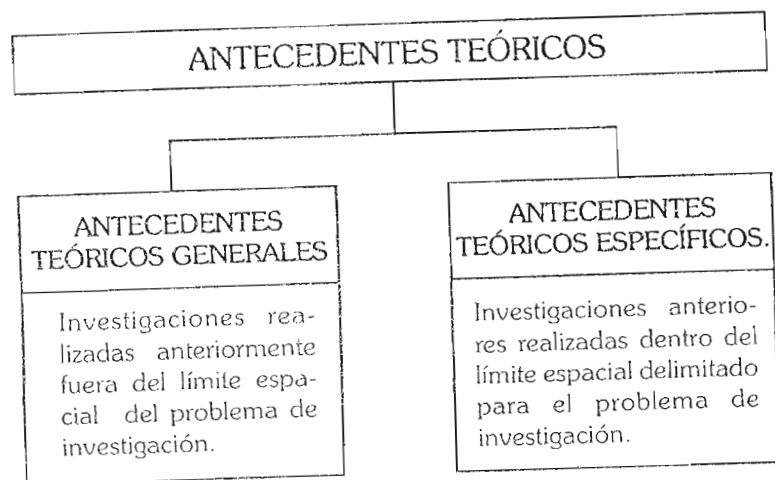 ANTECEDENTES TEÓRICOS
ANTECEDENTES
TEÓRICOS GENERALES
Investigaciones rea-
lizadas anteriormente
fuera del límite espa-
cial del problema de
investigación.
ANTECEDENTES
TEÓRICOS ESPECÍFICOS.
Investigaciones anterio-
res realizadas dentro del
límite espacial delimitado
para el problema de
investigación.